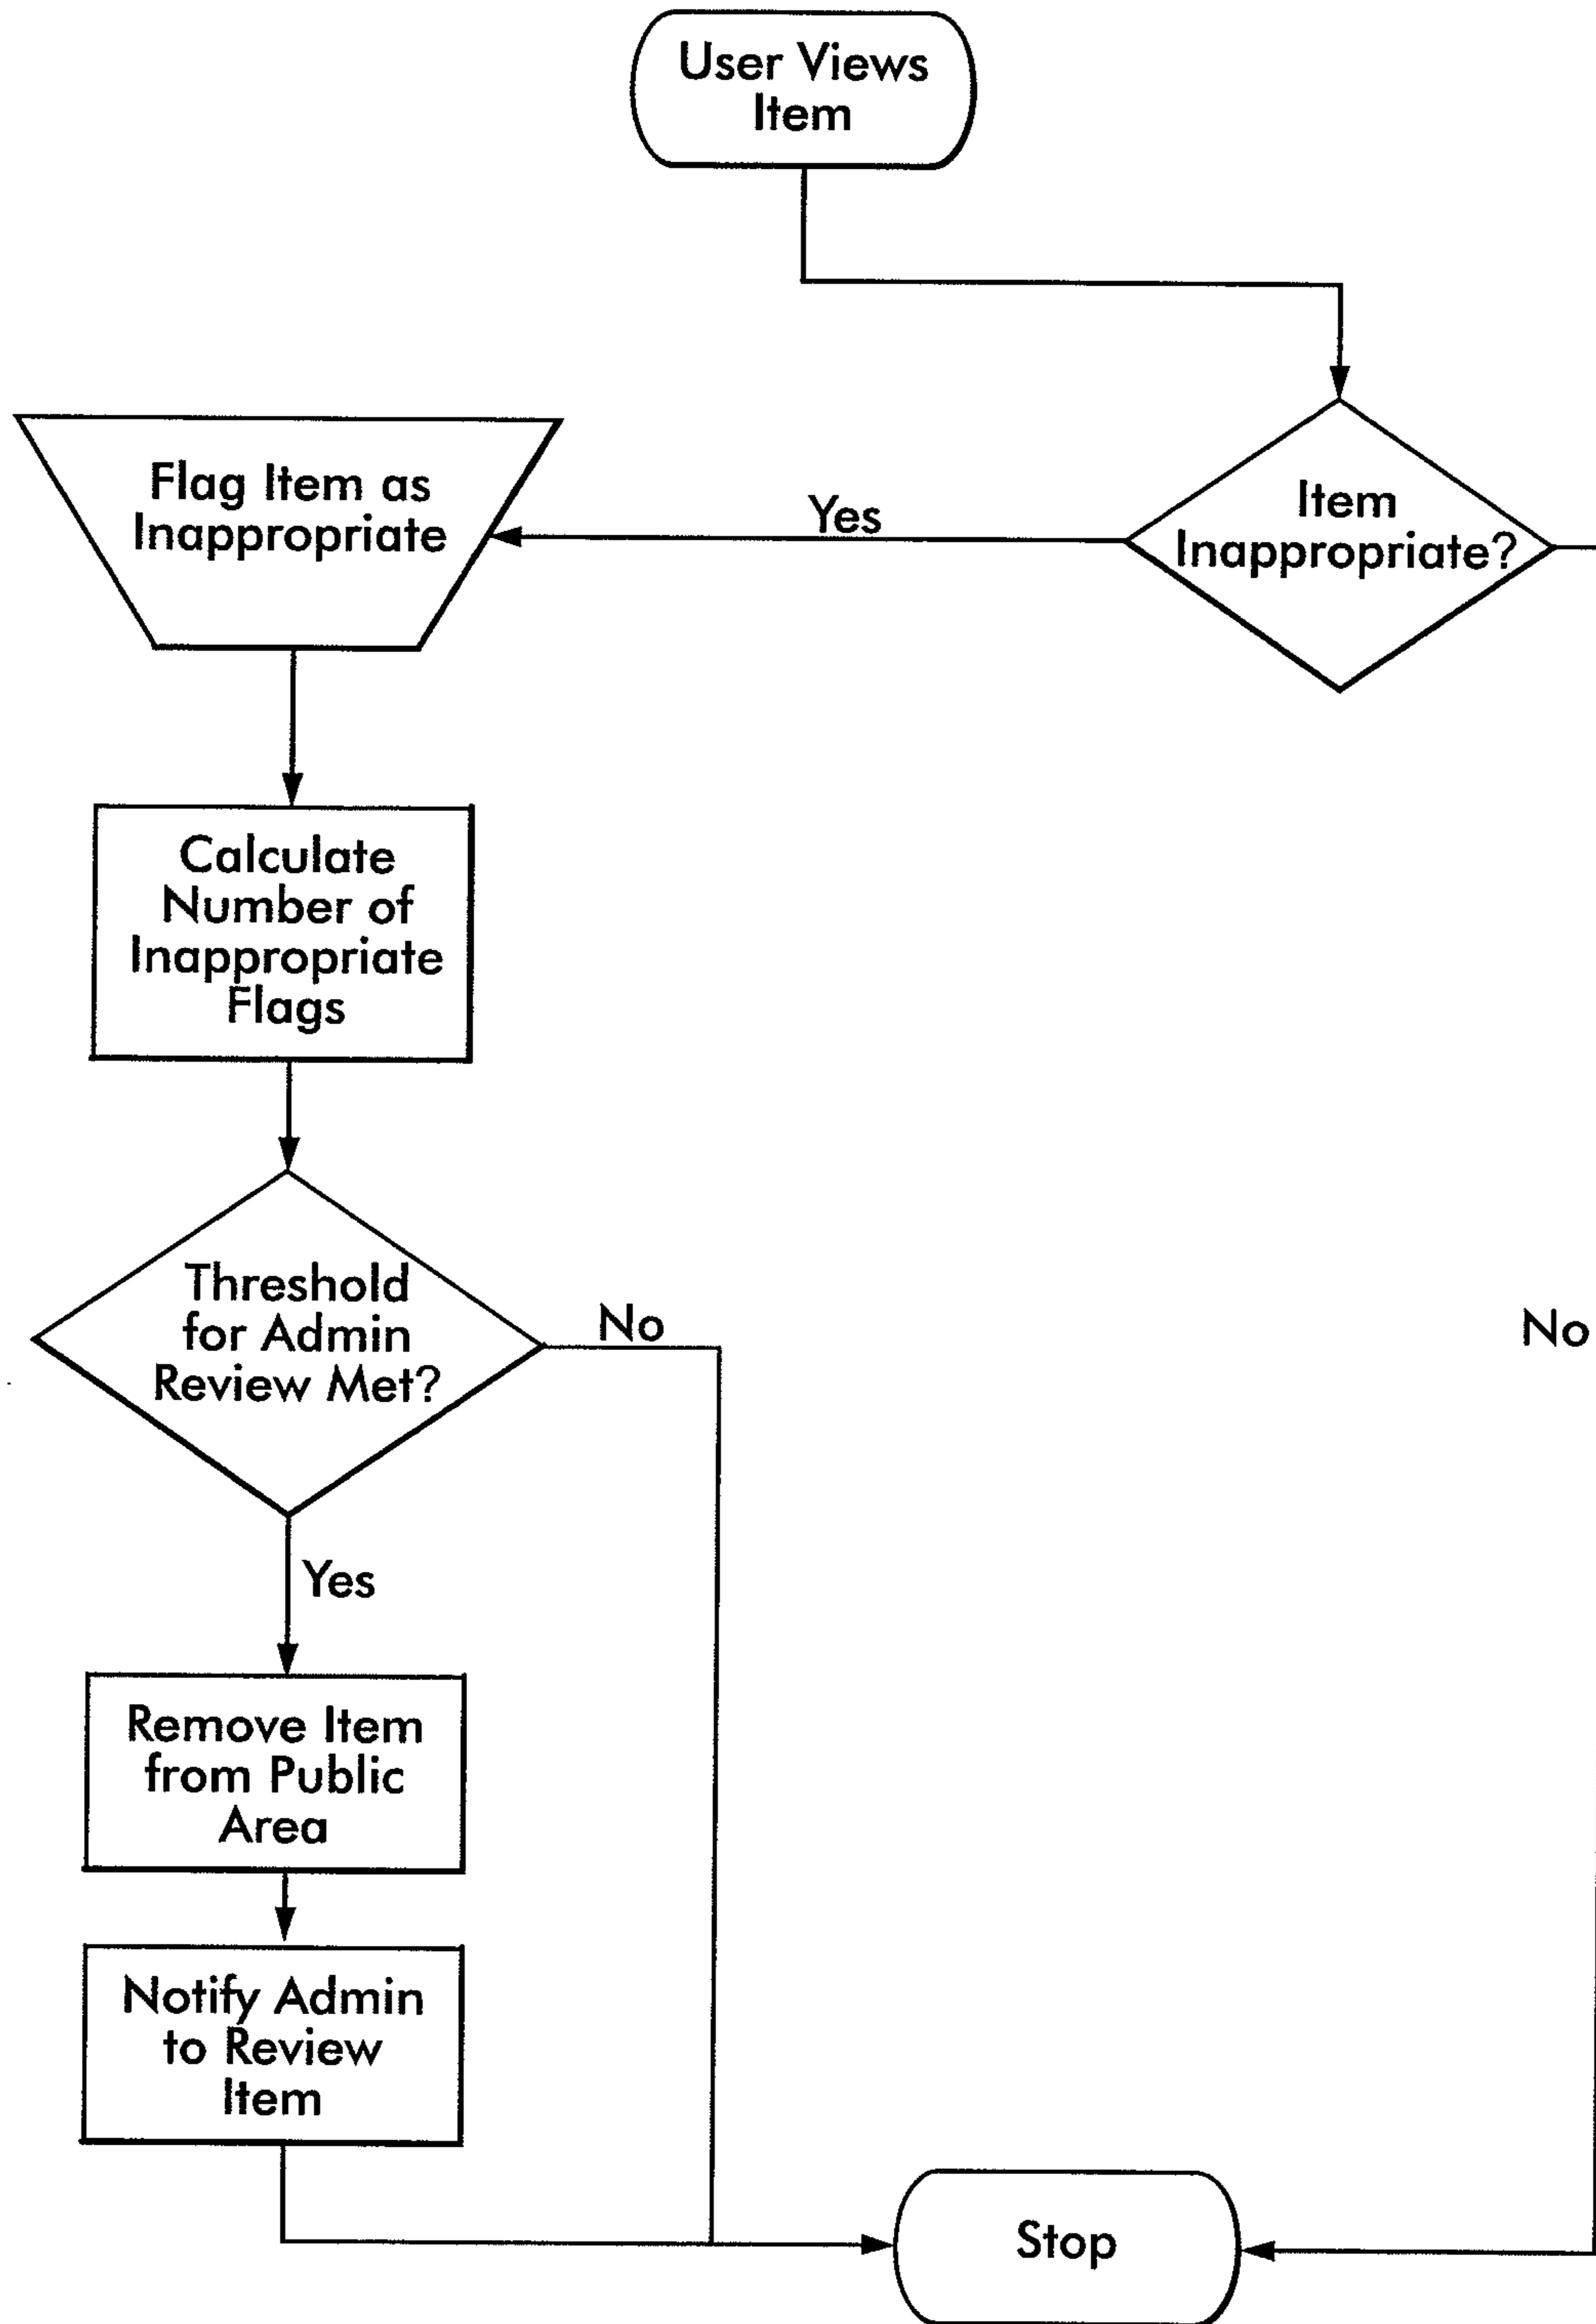 User Views
Item
Item
Inappropriate?
Yes
Flag Item as
Inappropriate
Calculate
Number of
Inappropriate
Flags
Threshold
for Admin
Review Met?
No
No
Yes
Remove Item
from Public
Area
Notify Admin
to Review
Item
Stop